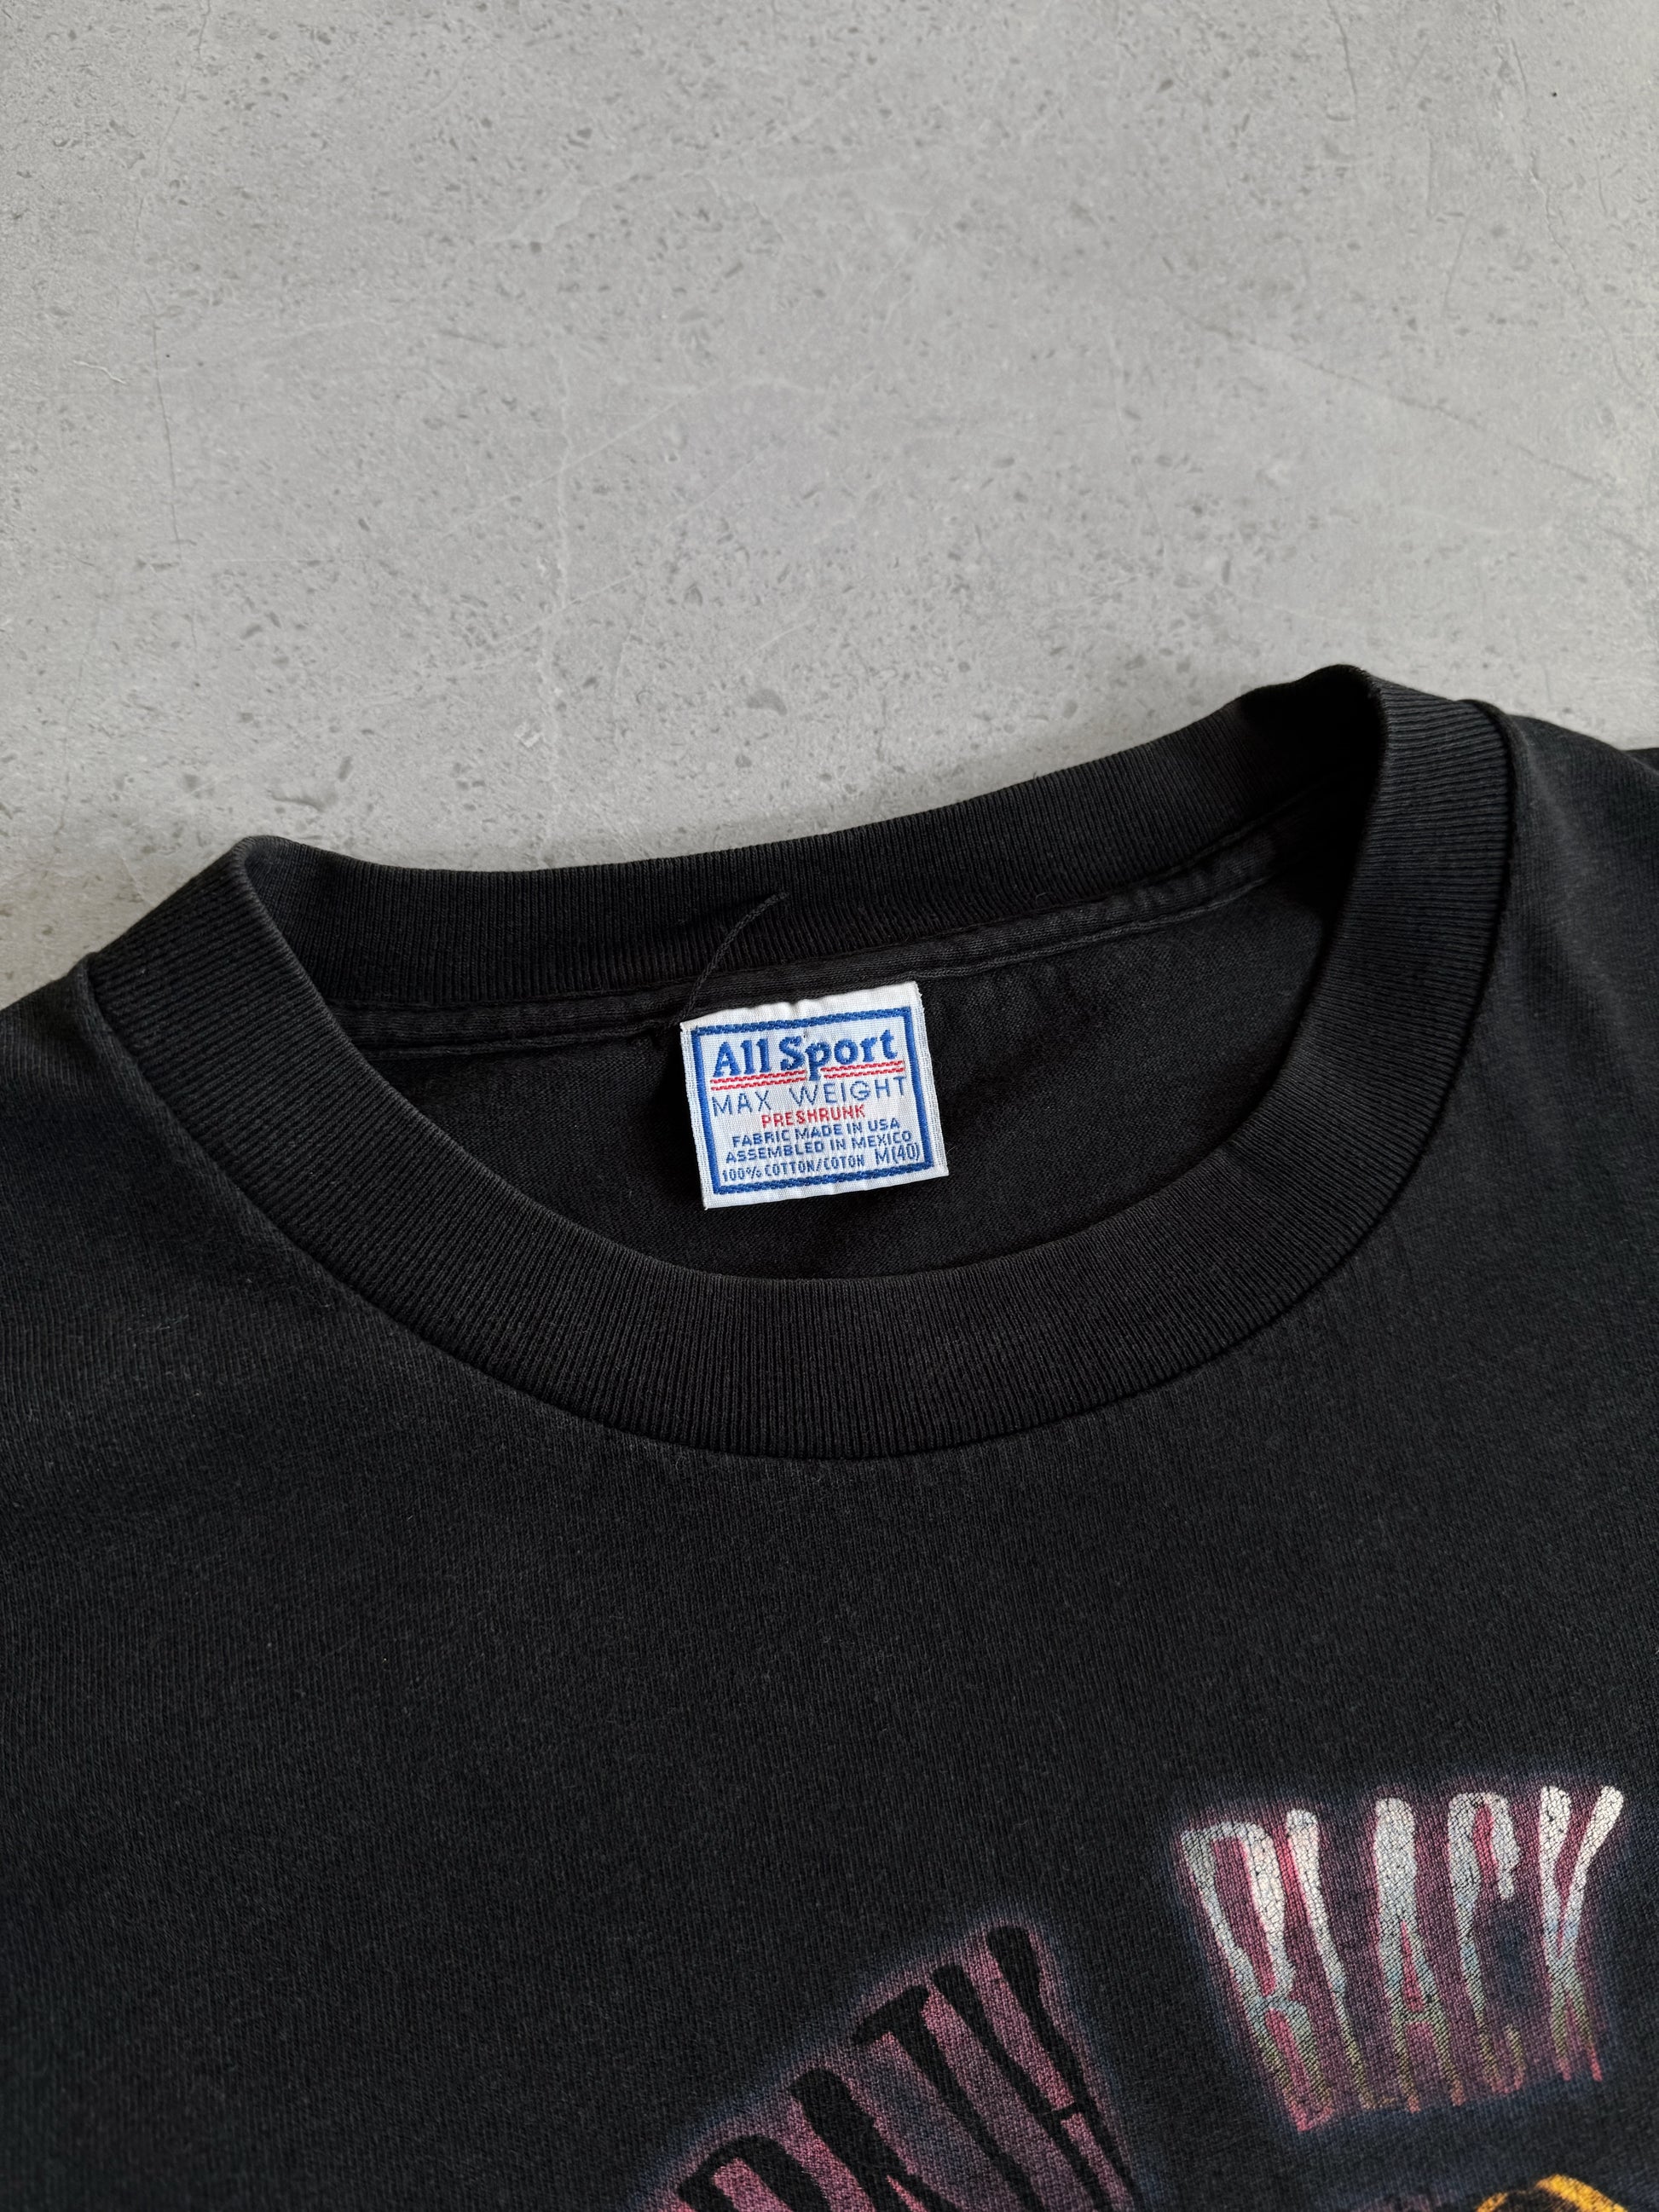 All Sport
MAX WEIGHT
PRESHRUNK
FABRIC MADE IN USA
ASSEMBLED IN MEXICO
100% COTTON/COTON M(40)
BLACK